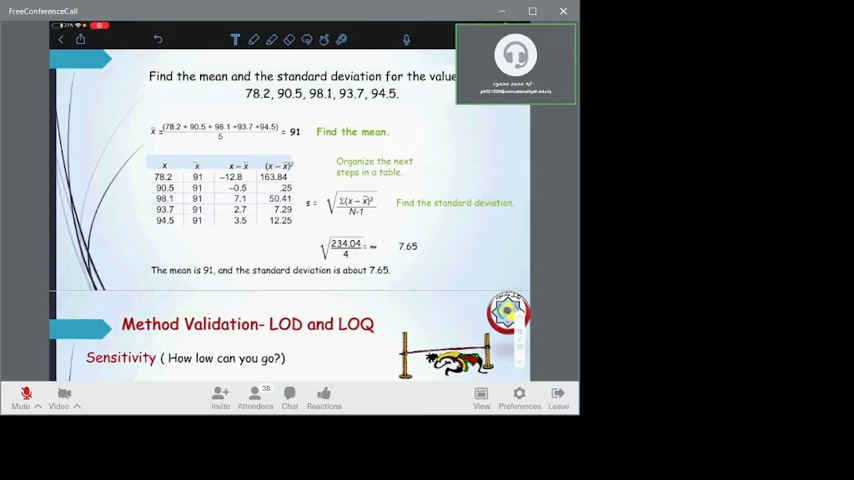 FreeConferenceCall
27%
Find the mean and the standard deviation for the value
78.2, 90.5, 98.1, 93.7, 94.5.
x̄ = (78.2 + 90.5 + 98.1 +93.7 +94.5) / 5 = 91 Find the mean.
x x̄ x – x̄ (x – x̄)²
78.2 91 –12.8 163.84
90.5 91 –0.5 .25
98.1 91 7.1 50.41
93.7 91 2.7 7.29
94.5 91 3.5 12.25
Organize the next
steps in a table.
s = √ Σ(x – x̄)² / N-1 Find the standard deviation.
√ 234.04 / 4 = ≈ 7.65
The mean is 91, and the standard deviation is about 7.65.
Method Validation- LOD and LOQ
Sensitivity ( How low can you go?)
ايه محمد محمود -
Mute
Video
Invite
38
Attendees
Chat
Reactions
View
Preferences
Leave